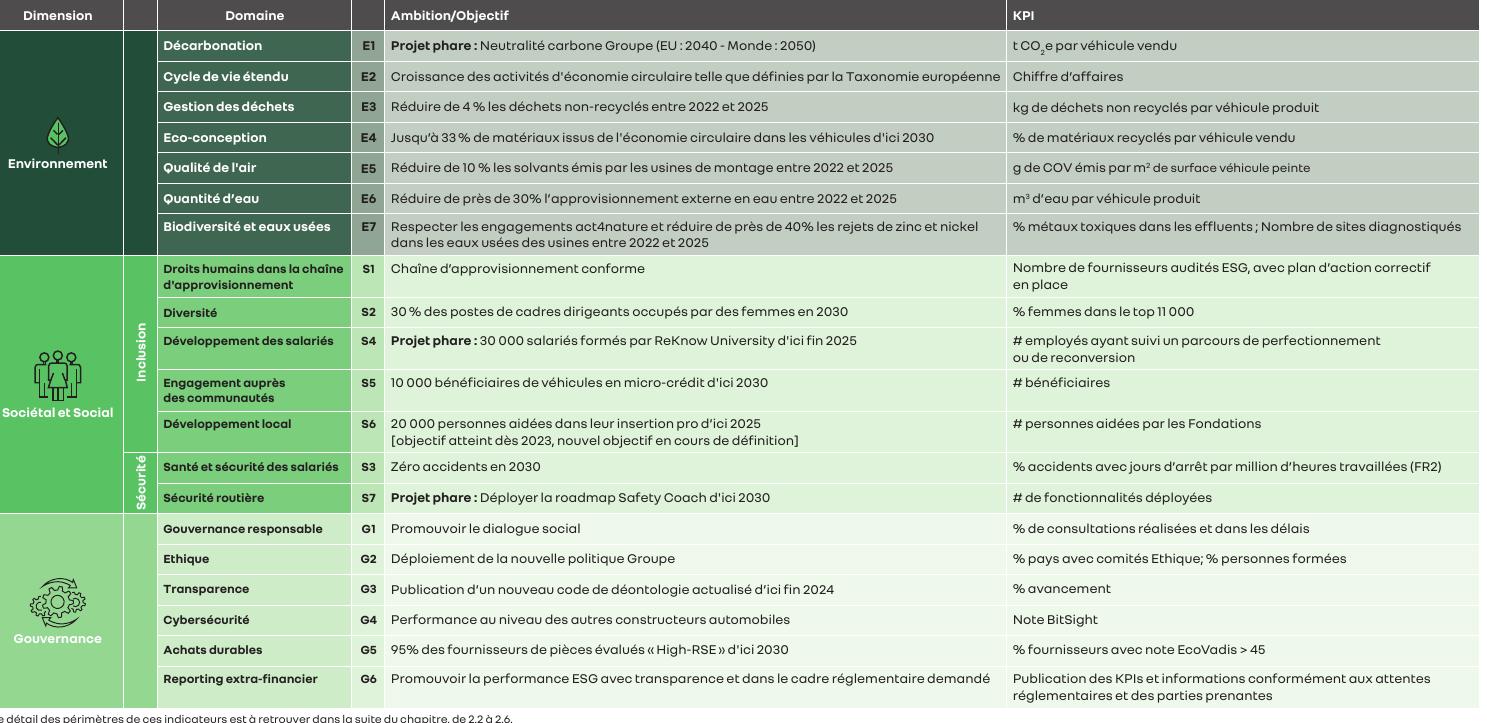 Dimension Domaine Ambition/Objectif KPI
Décarbonation E1 Projet phare : Neutralité carbone Groupe (EU : 2040 - Monde : 2050) t CO₂e par véhicule vendu
Cycle de vie étendu E2 Croissance des activités d'économie circulaire telle que définies par la Taxonomie européenne Chiffre d’affaires
Gestion des déchets E3 Réduire de 4 % les déchets non-recyclés entre 2022 et 2025 kg de déchets non recyclés par véhicule produit
Eco-conception E4 Jusqu’à 33 % de matériaux issus de l'économie circulaire dans les véhicules d'ici 2030 % de matériaux recyclés par véhicule vendu
Environnement
Qualité de l'air E5 Réduire de 10 % les solvants émis par les usines de montage entre 2022 et 2025 g de COV émis par m² de surface véhicule peinte
Quantité d’eau E6 Réduire de près de 30% l’approvisionnement externe en eau entre 2022 et 2025 m³ d’eau par véhicule produit
Biodiversité et eaux usées E7 Respecter les engagements act4nature et réduire de près de 40% les rejets de zinc et nickel
dans les eaux usées des usines entre 2022 et 2025
% métaux toxiques dans les effluents ; Nombre de sites diagnostiqués
Sociétal et Social
Inclusion
Droits humains dans la chaîne
d'approvisionnement
S1 Chaîne d’approvisionnement conforme
Nombre de fournisseurs audités ESG, avec plan d’action correctif
en place
Diversité S2 30 % des postes de cadres dirigeants occupés par des femmes en 2030 % femmes dans le top 11 000
Développement des salariés S4 Projet phare : 30 000 salariés formés par ReKnow University d'ici fin 2025
# employés ayant suivi un parcours de perfectionnement
ou de reconversion
Engagement auprès
des communautés
S5 10 000 bénéficiaires de véhicules en micro-crédit d'ici 2030 # bénéficiaires
Développement local S6 20 000 personnes aidées dans leur insertion pro d’ici 2025
[objectif atteint dès 2023, nouvel objectif en cours de définition]
# personnes aidées par les Fondations
Sécurité
Santé et sécurité des salariés S3 Zéro accidents en 2030 % accidents avec jours d’arrêt par million d’heures travaillées (FR2)
Sécurité routière S7 Projet phare : Déployer la roadmap Safety Coach d'ici 2030 # de fonctionnalités déployées
Gouvernance responsable G1 Promouvoir le dialogue social % de consultations réalisées et dans les délais
Ethique G2 Déploiement de la nouvelle politique Groupe % pays avec comités Ethique; % personnes formées
Transparence G3 Publication d’un nouveau code de déontologie actualisé d’ici fin 2024 % avancement
Cybersécurité G4 Performance au niveau des autres constructeurs automobiles Note BitSight
Gouvernance
Achats durables G5 95% des fournisseurs de pièces évalués « High-RSE » d'ici 2030 % fournisseurs avec note EcoVadis > 45
Reporting extra-financier G6 Promouvoir la performance ESG avec transparence et dans le cadre réglementaire demandé
Publication des KPIs et informations conformément aux attentes
réglementaires et des parties prenantes
e détail des périmètres de ces indicateurs est à retrouver dans la suite du chapitre, de 2.2 à 2.6.